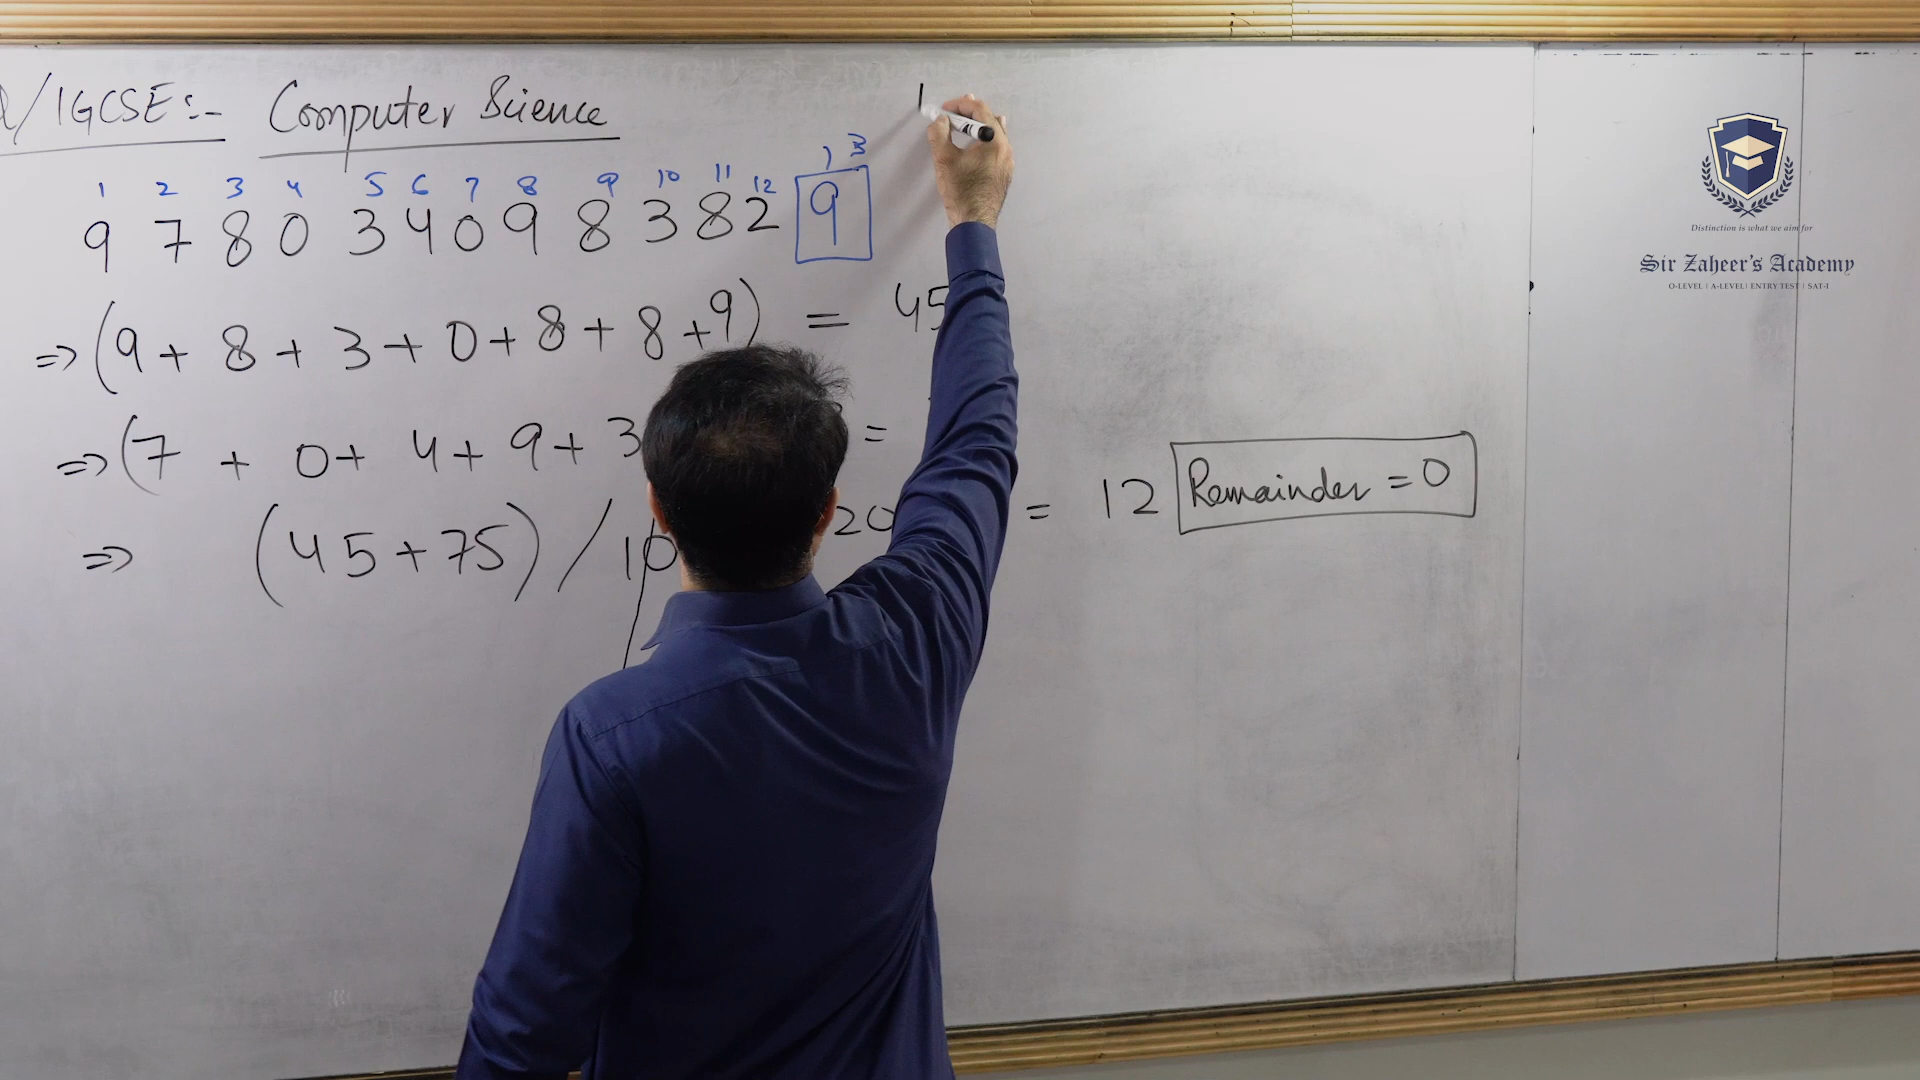 /IGCSE:- Computer Science
1 2 3 4 5 6 7 8 9 10 11 12 13
9 7 8 0 3 4 0 9 8 3 8 2 9
=> (9 + 8 + 3 + 0 + 8 + 8 + 9) = 45
=> (7 + 0 + 4 + 9 + 3 =
=> (45 + 75) / 10 20 = 12 Remainder = 0
Distinction is what we aim for
Sir Zaheer's Academy
O-LEVEL | A-LEVEL | ENTRY TEST | SAT-I